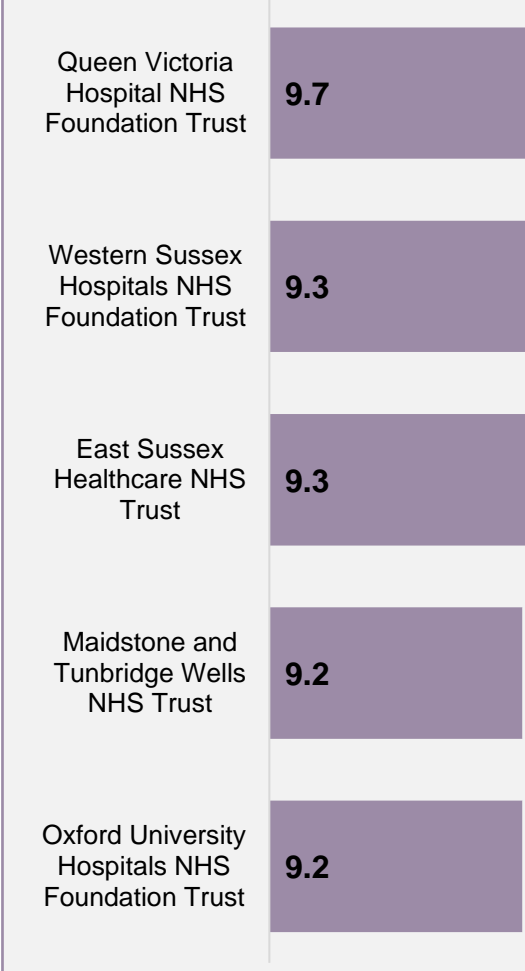 Queen Victoria
Hospital NHS
Foundation Trust
9.7
Western Sussex
Hospitals NHS
Foundation Trust
9.3
East Sussex
Healthcare NHS
Trust
9.3
Maidstone and
Tunbridge Wells
NHS Trust
9.2
Oxford University
Hospitals NHS
Foundation Trust
9.2